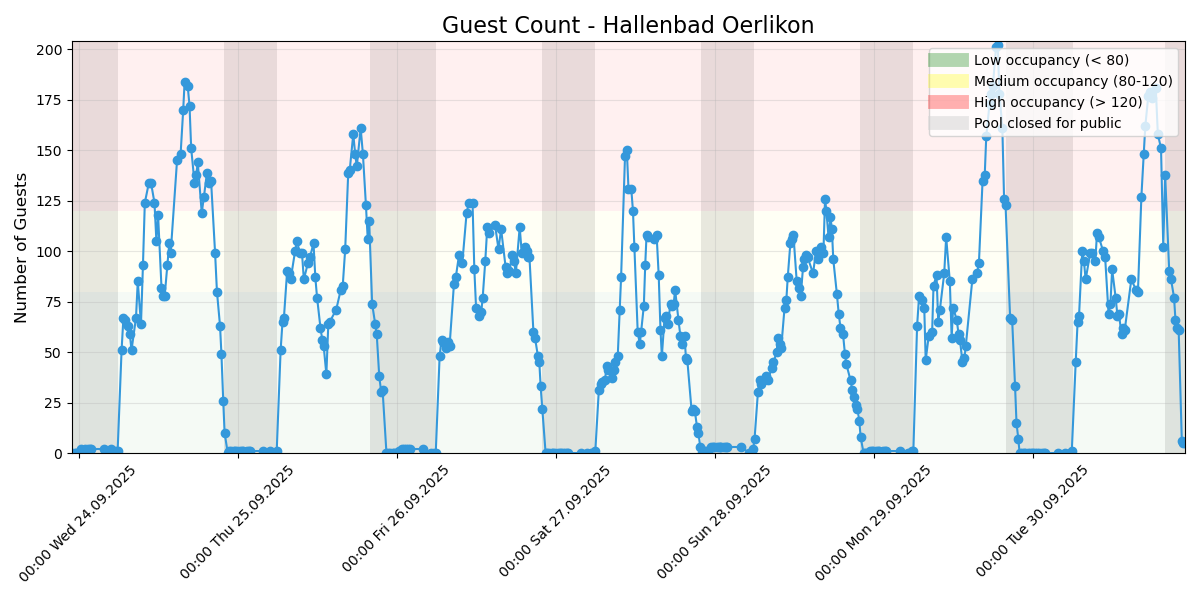 Guest Count - Hallenbad Oerlikon
Number of Guests
200
175
150
125
100
75
50
25
0
Low occupancy (< 80)
Medium occupancy (80-120)
High occupancy (> 120)
Pool closed for public
00:00 Wed 24.09.2025
00:00 Thu 25.09.2025
00:00 Fri 26.09.2025
00:00 Sat 27.09.2025
00:00 Sun 28.09.2025
00:00 Mon 29.09.2025
00:00 Tue 30.09.2025